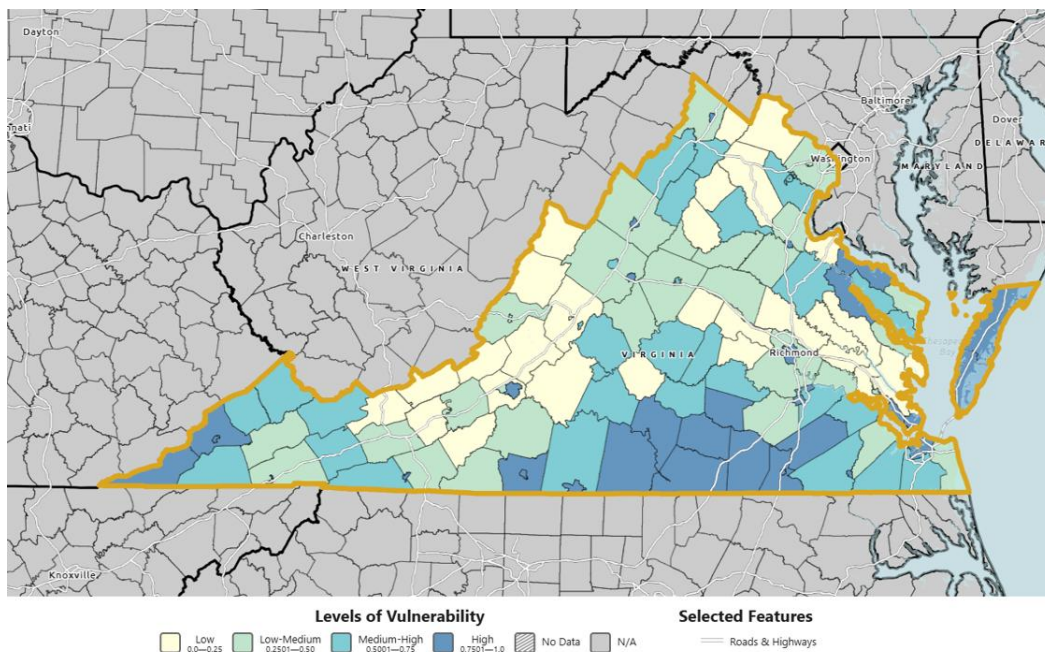 Dayton
nnati
Charleston
WEST VIRGINIA
Baltimore
Dover
DELAWAR
Washington
MARYLAND
VIRGINIA
Richmond
Knoxville
Levels of Vulnerability
Selected Features
Low
0.0—0.25
Low-Medium
0.2501—0.50
Medium-High
0.5001—0.75
High
0.7501—1.0
No Data
N/A
Roads & Highways